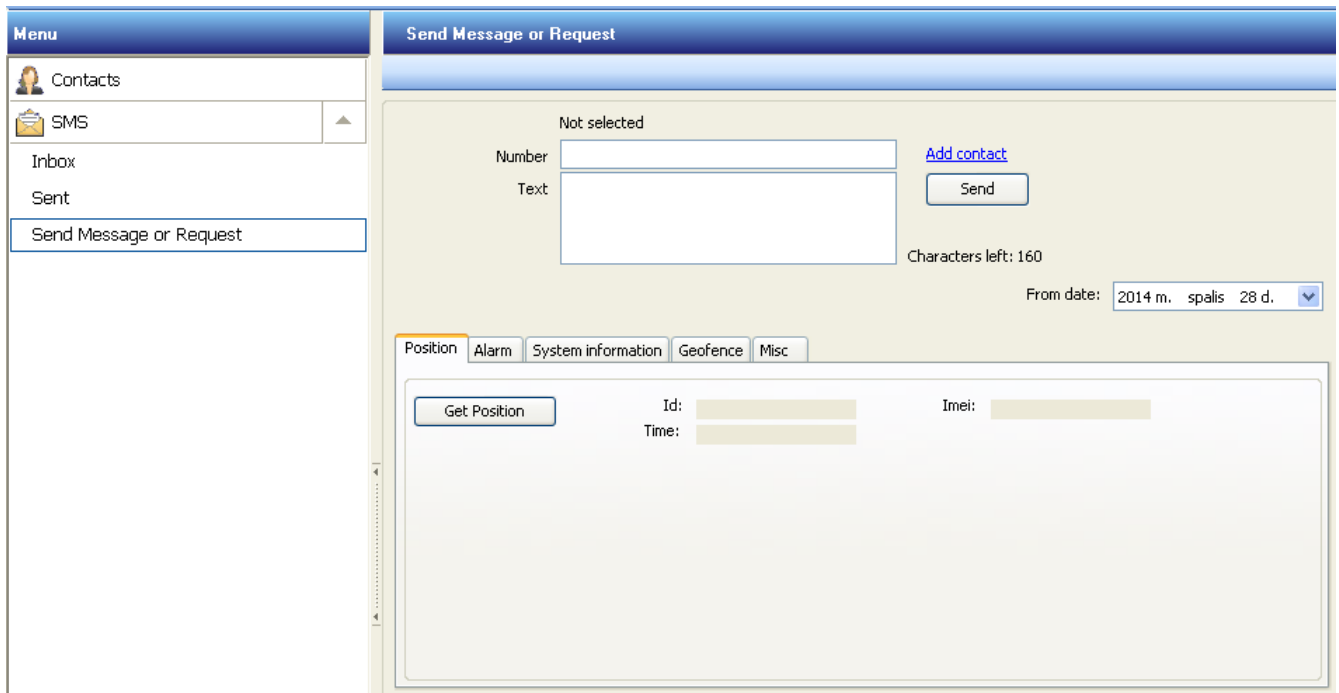 Menu
Contacts
SMS
Inbox
Sent
Send Message or Request
Send Message or Request
Not selected
Number
Add contact
Text
Send
Characters left: 160
From date: 2014 m. spalis 28 d.
Position Alarm System information Geofence Misc
Get Position Id: Imei:
Time: